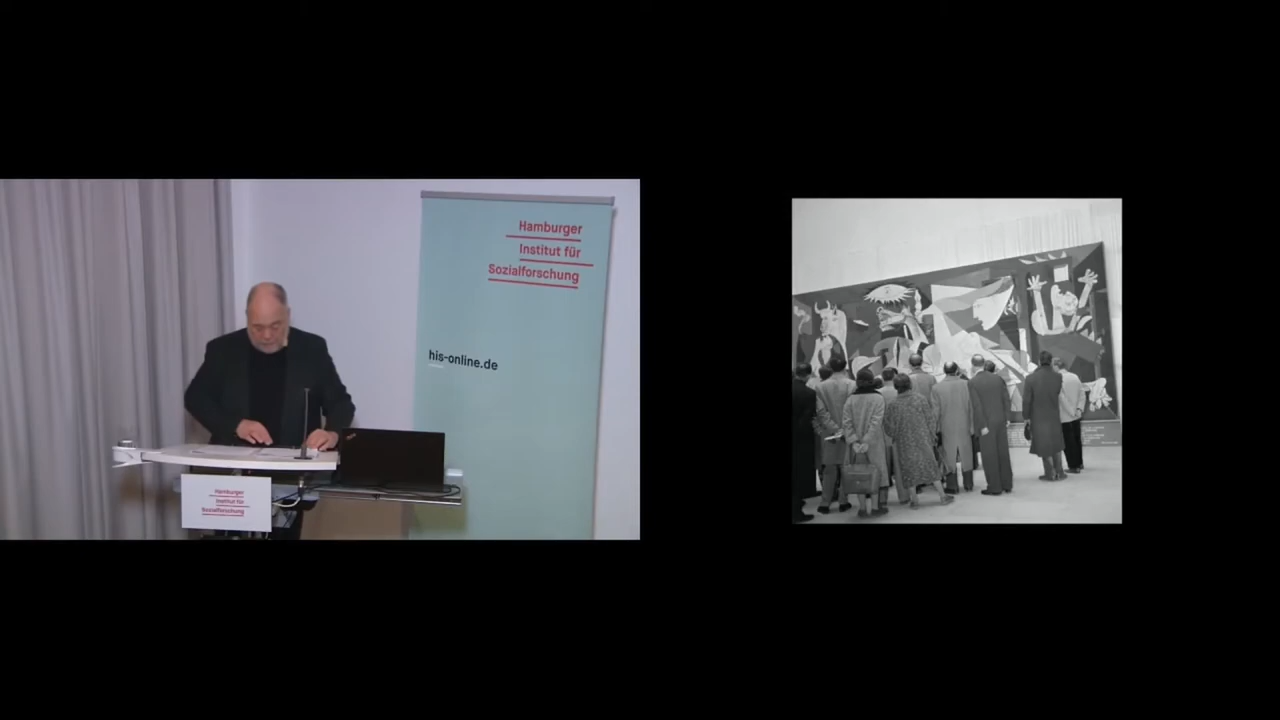 Hamburger
Institut für
Sozialforschung
his-online.de
Hamburger
Institut für
Sozialforschung